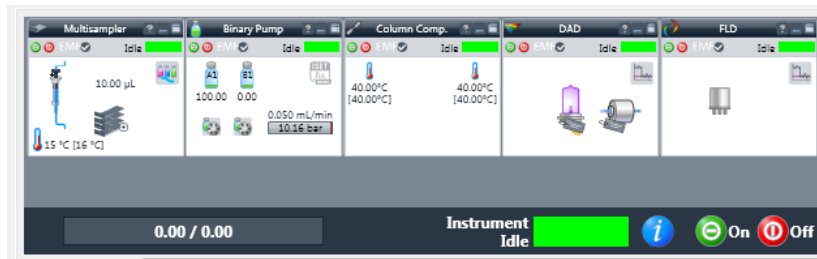 Multisampler
EMF
Idle
10.00 µL
15 °C [16 °C]
Binary Pump
EMF
Idle
A1
B1
100.00
0.00
0.050 mL/min
10.16 bar
Column Comp.
EMF
Idle
40.00°C
[40.00°C]
40.00°C
[40.00°C]
DAD
EMF
Idle
FLD
EMF
Idle
0.00 / 0.00
Instrument
Idle
On
Off